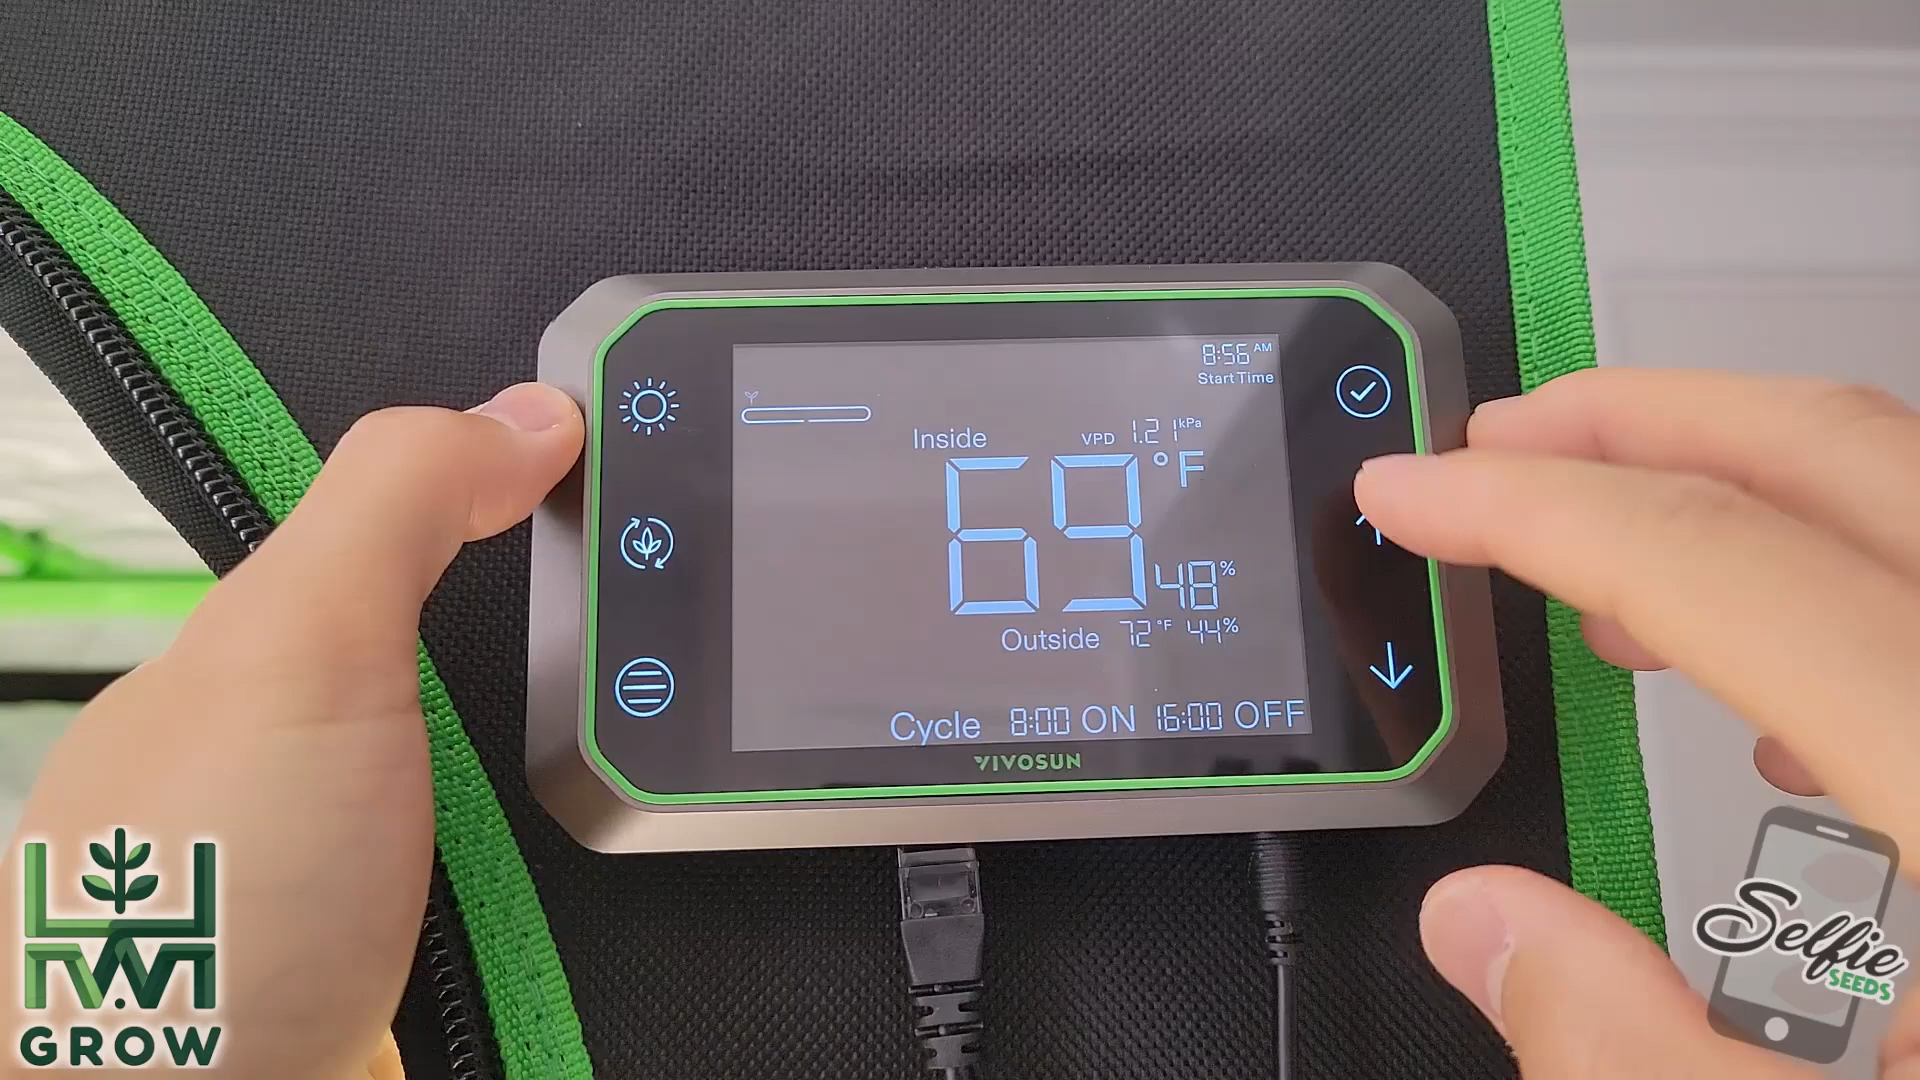 8:56 AM
Start Time
Inside
VPD 1.21 kPa
69 °F
48 %
Outside 72 °F 44 %
Cycle 8:00 ON 16:00 OFF
VIVOSUN
GROW
Selfie
SEEDS